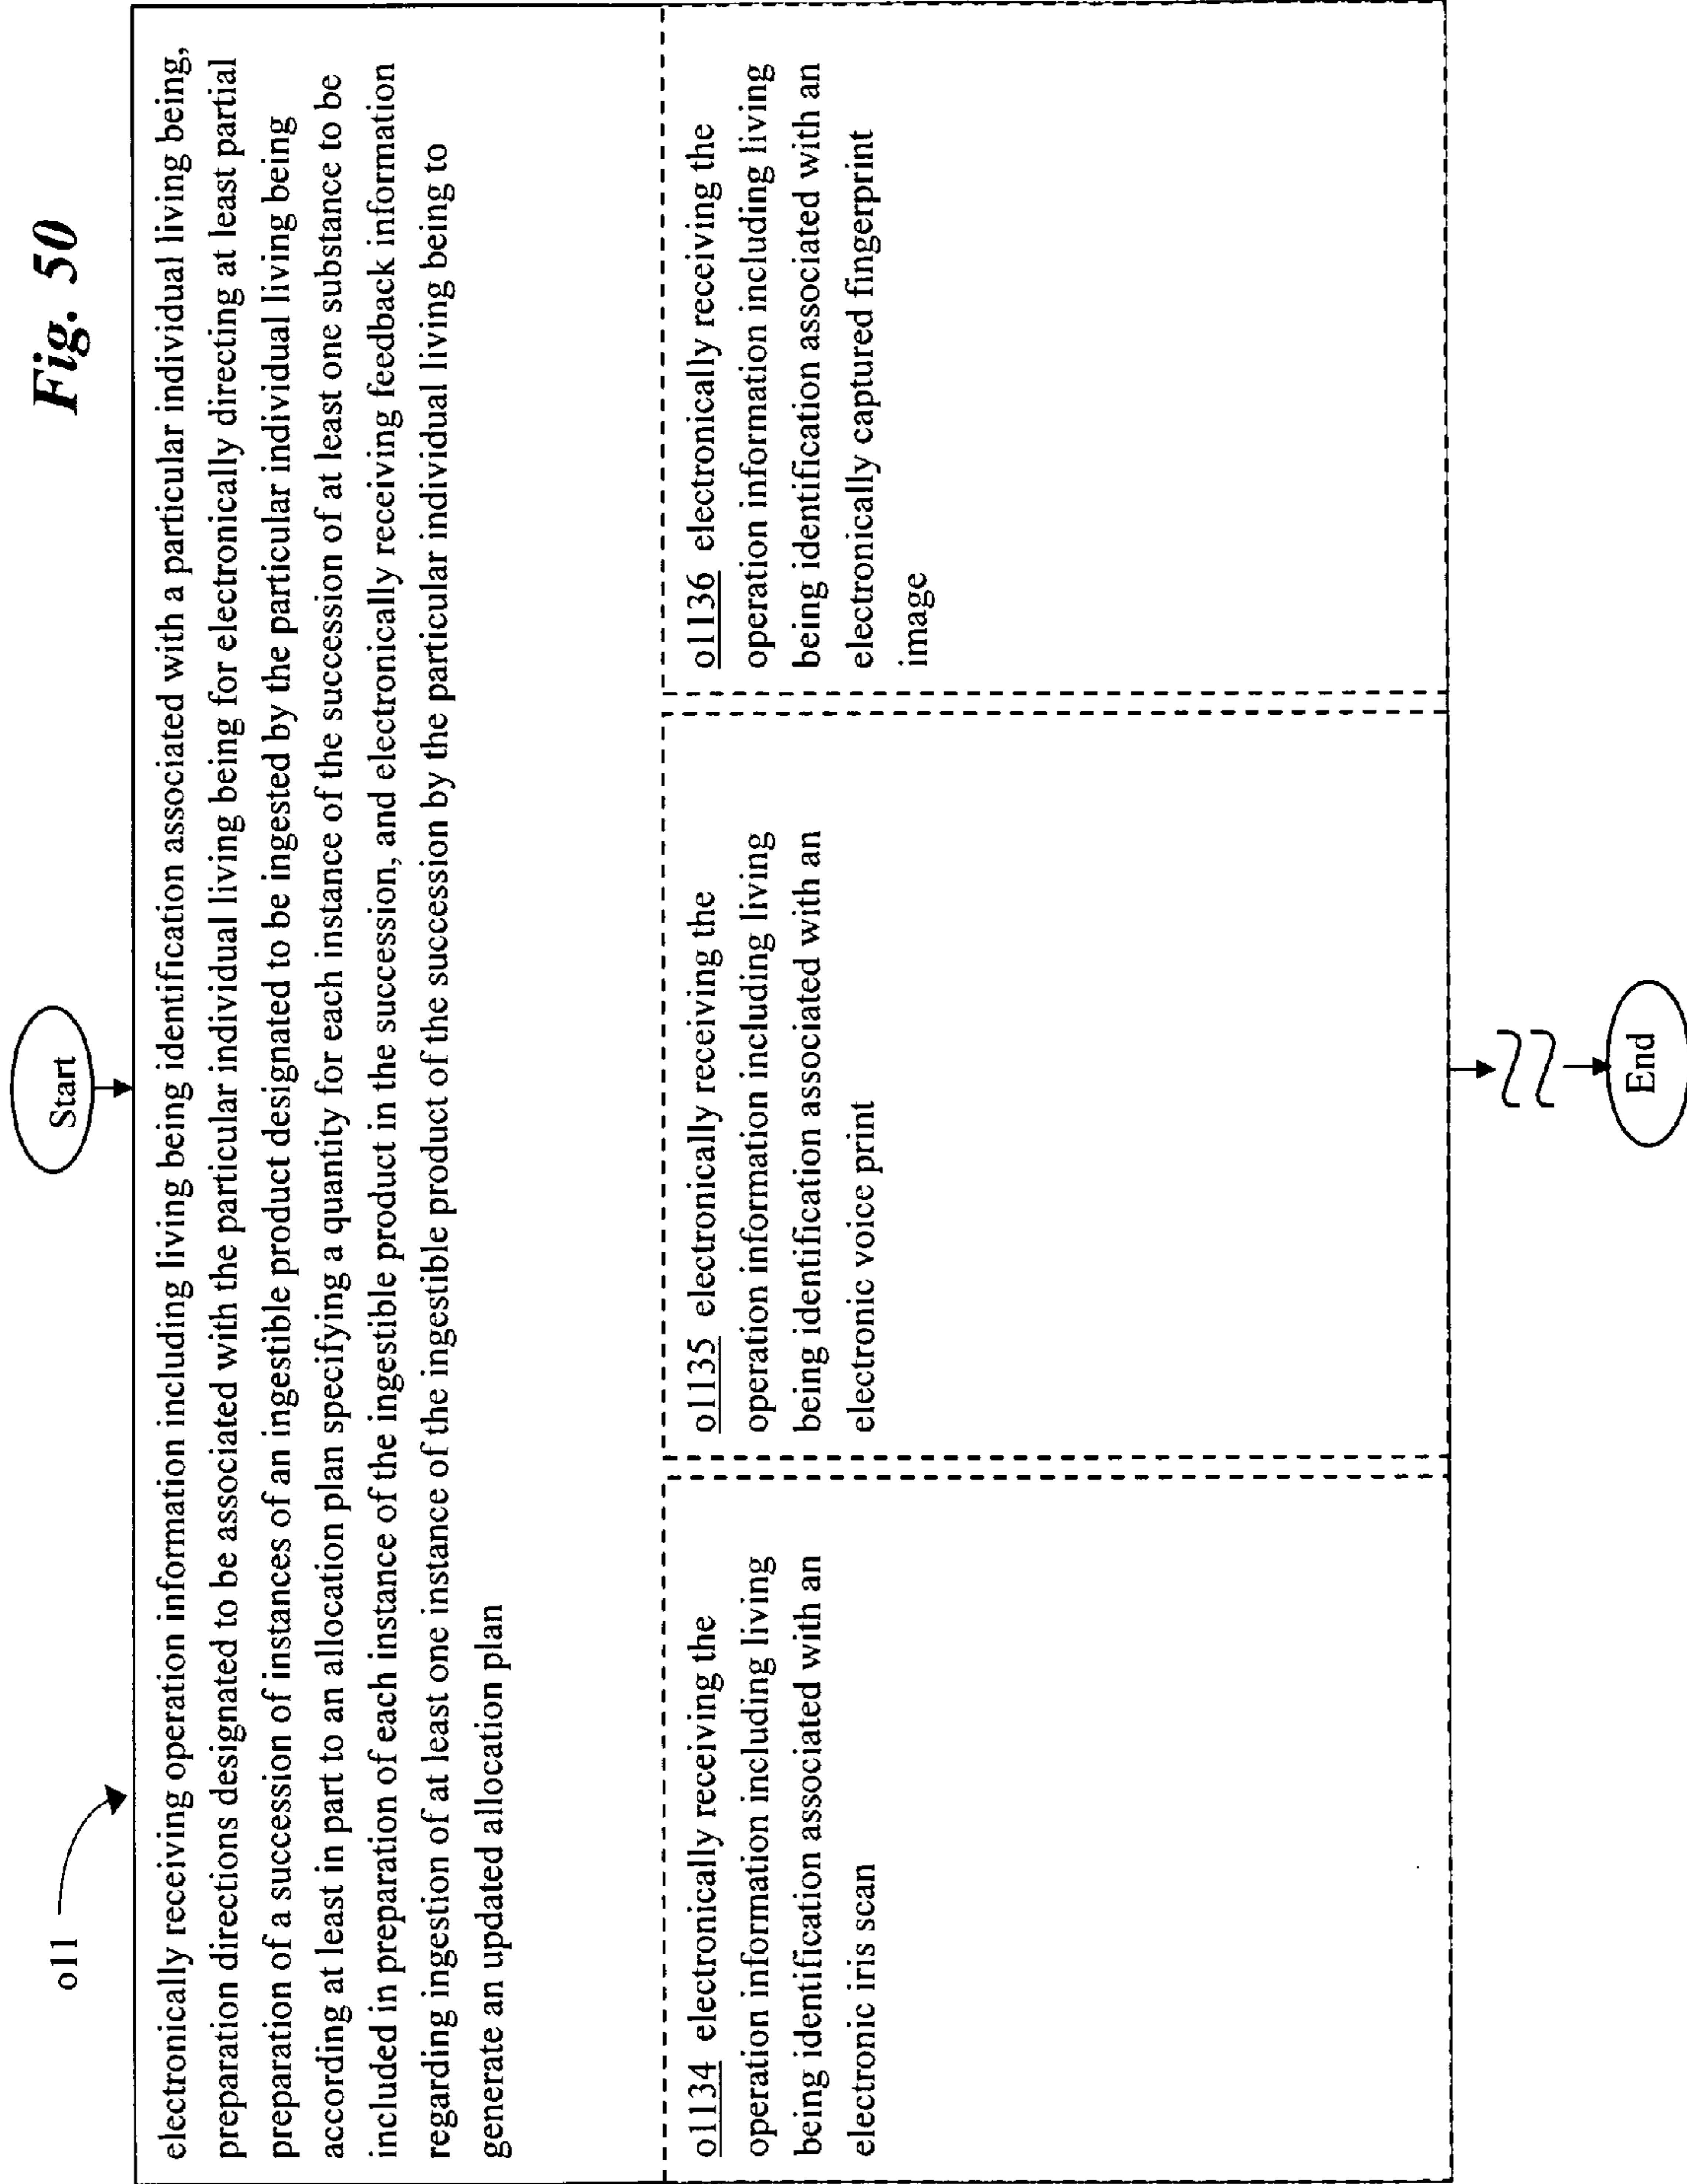 Fig. 50
Start
o11
electronically receiving operation information including living being identification associated with a particular individual living being,
preparation directions designated to be associated with the particular individual living being for electronically directing at least partial
preparation of a succession of instances of an ingestible product designated to be ingested by the particular individual living being
according at least in part to an allocation plan specifying a quantity for each instance of the succession of at least one substance to be
included in preparation of each instance of the ingestible product in the succession, and electronically receiving feedback information
regarding ingestion of at least one instance of the ingestible product of the succession by the particular individual living being to
generate an updated allocation plan
o1134 electronically receiving the
operation information including living
being identification associated with an
electronic iris scan
o1135 electronically receiving the
operation information including living
being identification associated with an
electronic voice print
o1136 electronically receiving the
operation information including living
being identification associated with an
electronically captured fingerprint
image
End